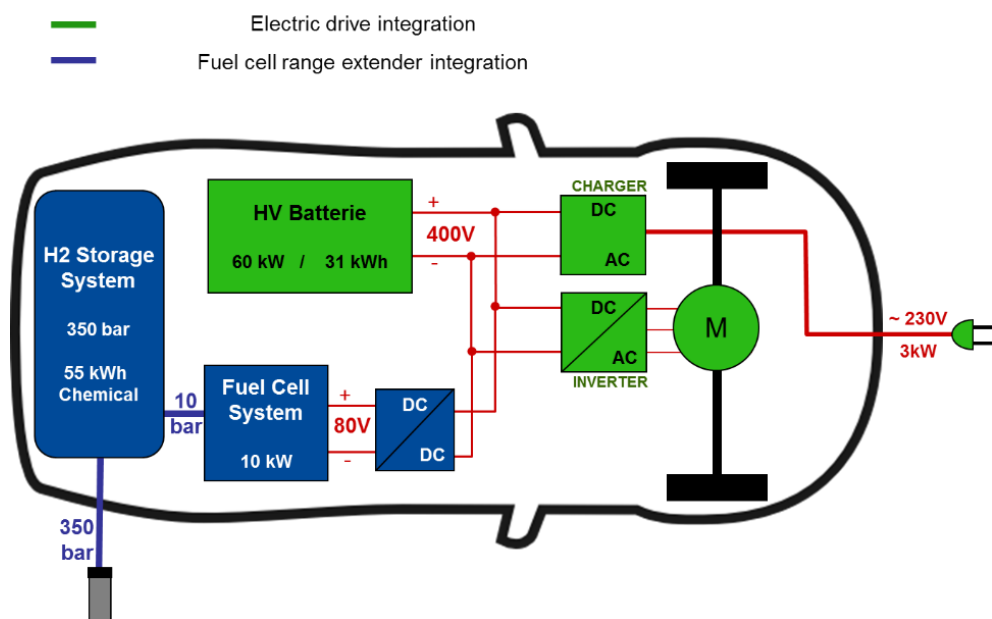 Electric drive integration
Fuel cell range extender integration
H2 Storage
System
350 bar
55 kWh
Chemical
10
bar
350
bar
HV Batterie
60 kW / 31 kWh
+
400V
-
Fuel Cell
System
10 kW
+
80V
-
DC
DC
CHARGER
DC
AC
DC
AC
INVERTER
M
~ 230V
3kW